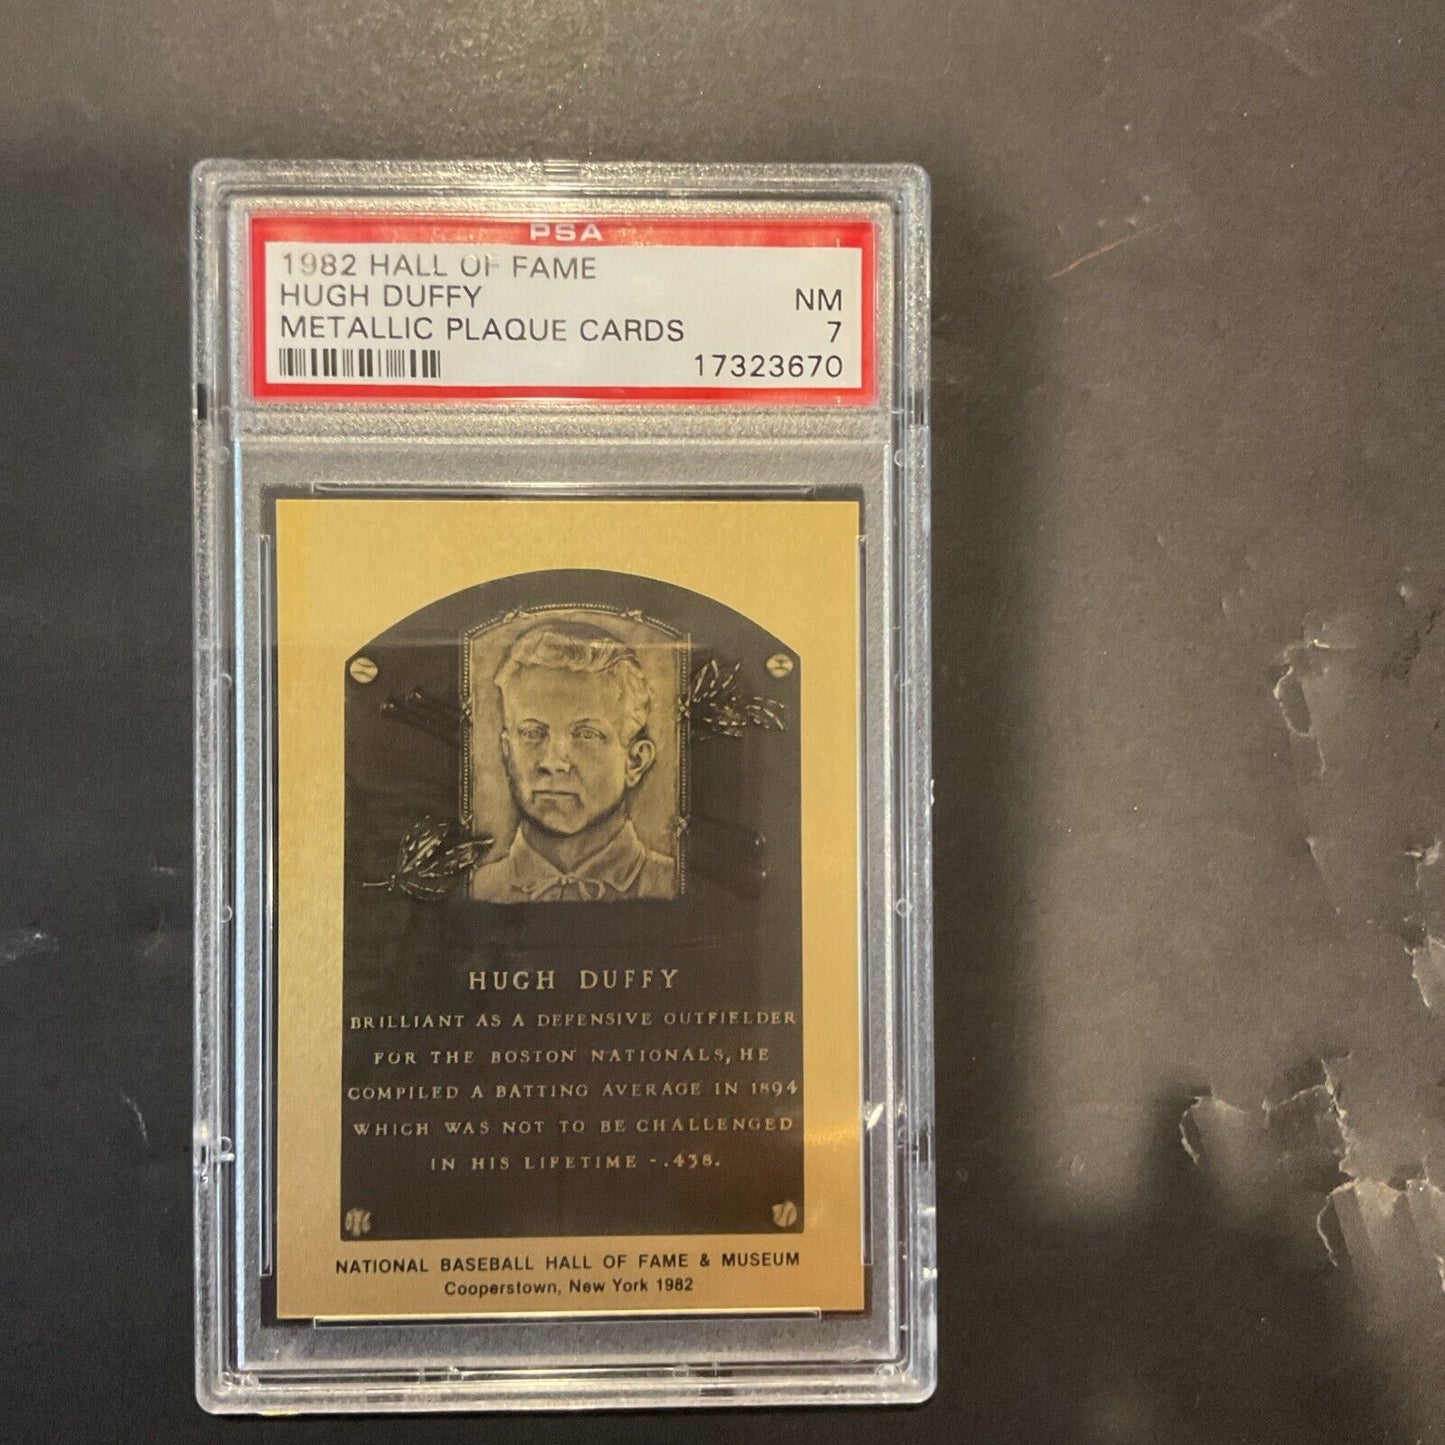 PSA
1982 HALL OF FAME
HUGH DUFFY NM
METALLIC PLAQUE CARDS 7
17323670
HUGH DUFFY
BRILLIANT AS A DEFENSIVE OUTFIELDER
FOR THE BOSTON NATIONALS, HE
COMPILED A BATTING AVERAGE IN 1894
WHICH WAS NOT TO BE CHALLENGED
IN HIS LIFETIME -.438.
NATIONAL BASEBALL HALL OF FAME & MUSEUM
Cooperstown, New York 1982